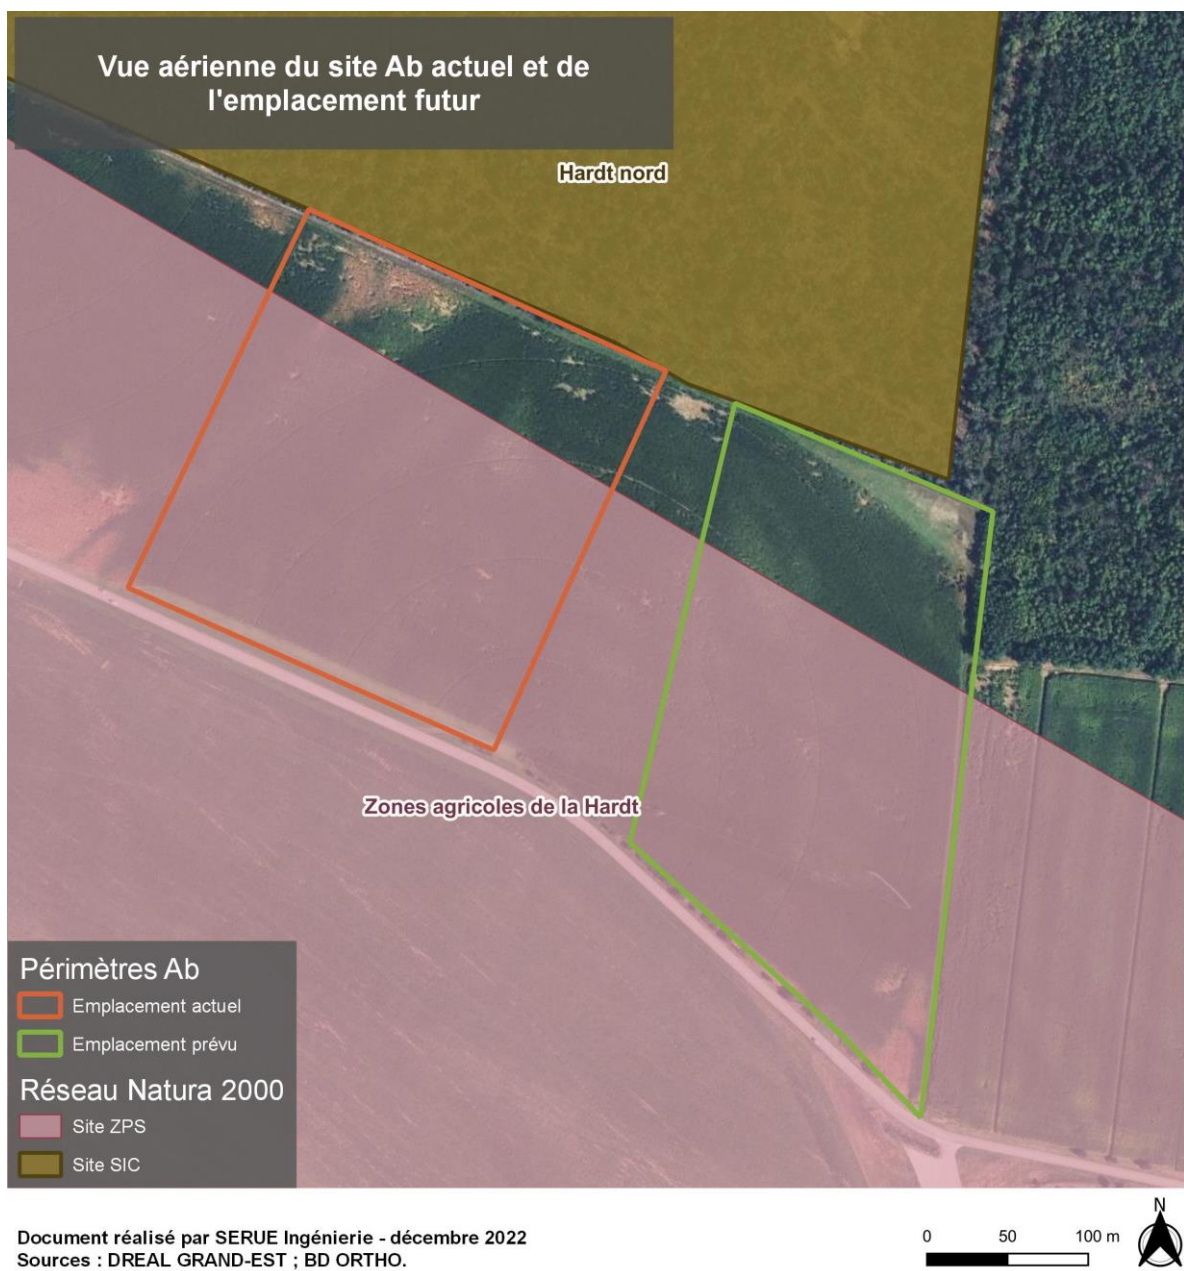 Vue aérienne du site Ab actuel et de
l'emplacement futur
Hardt nord
Zones agricoles de la Hardt
Périmètres Ab
Emplacement actuel
Emplacement prévu
Réseau Natura 2000
Site ZPS
Site SIC
Document réalisé par SERUE Ingénierie - décembre 2022
Sources : DREAL GRAND-EST ; BD ORTHO.
0 50 100 m
N